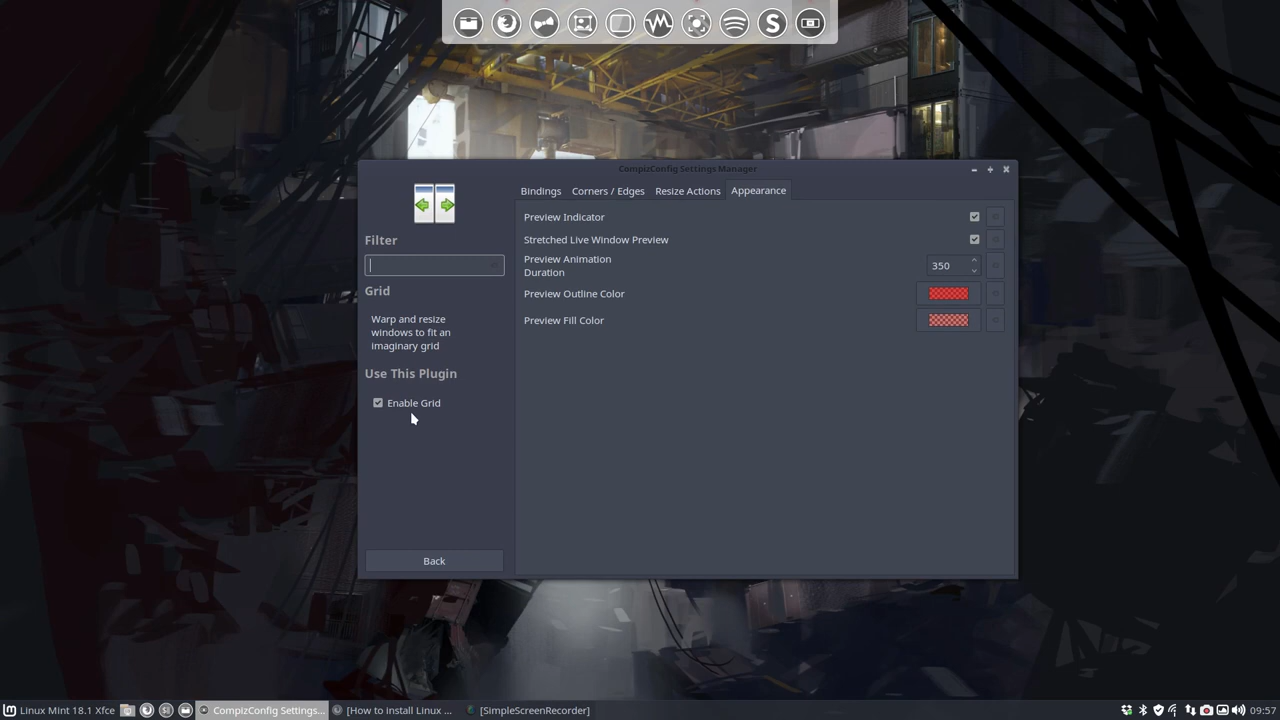 CompizConfig Settings Manager
Bindings
Corners / Edges
Resize Actions
Appearance
Filter
Grid
Warp and resize
windows to fit an
imaginary grid
Use This Plugin
Enable Grid
Back
Preview Indicator
Stretched Live Window Preview
Preview Animation
Duration
350
Preview Outline Color
Preview Fill Color
Linux Mint 18.1 Xfce
CompizConfig Settings...
[How to install Linux ...
[SimpleScreenRecorder]
09:57